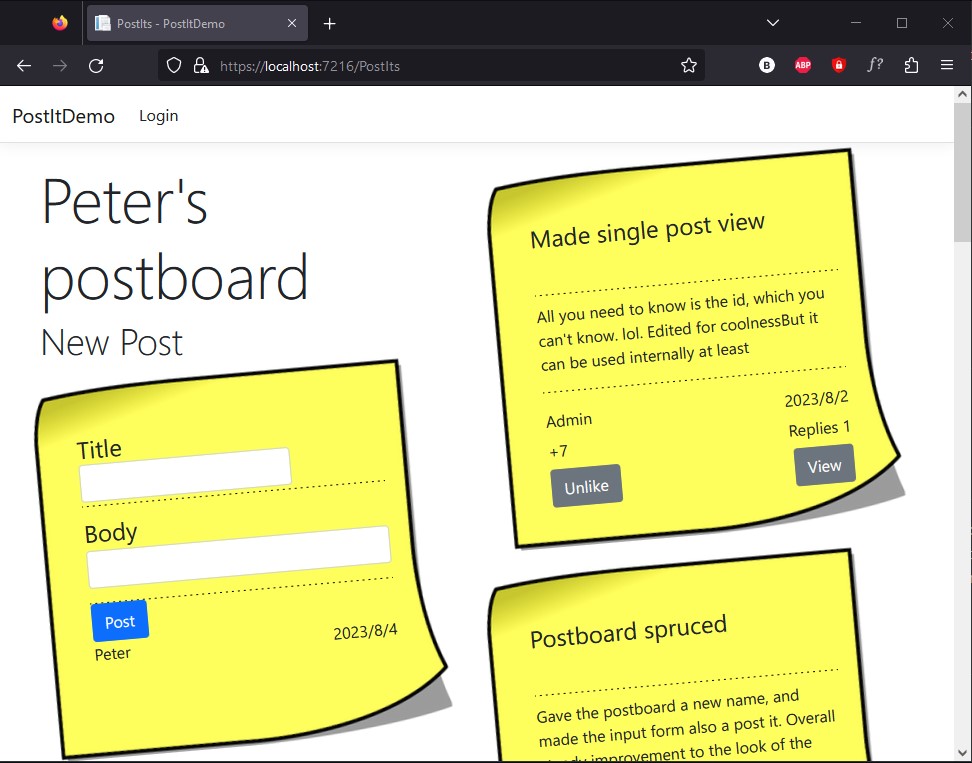 PostIts - PostItDemo
https://localhost:7216/PostIts
B
ABP
f?
PostItDemo
Login
Peter's
postboard
New Post
Title
Body
Post
2023/8/4
Peter
Made single post view
All you need to know is the id, which you
can't know. lol. Edited for coolnessBut it
can be used internally at least
Admin
2023/8/2
+7
Replies 1
Unlike
View
Postboard spruced
Gave the postboard a new name, and
made the input form also a post it. Overall
improvement to the look of the